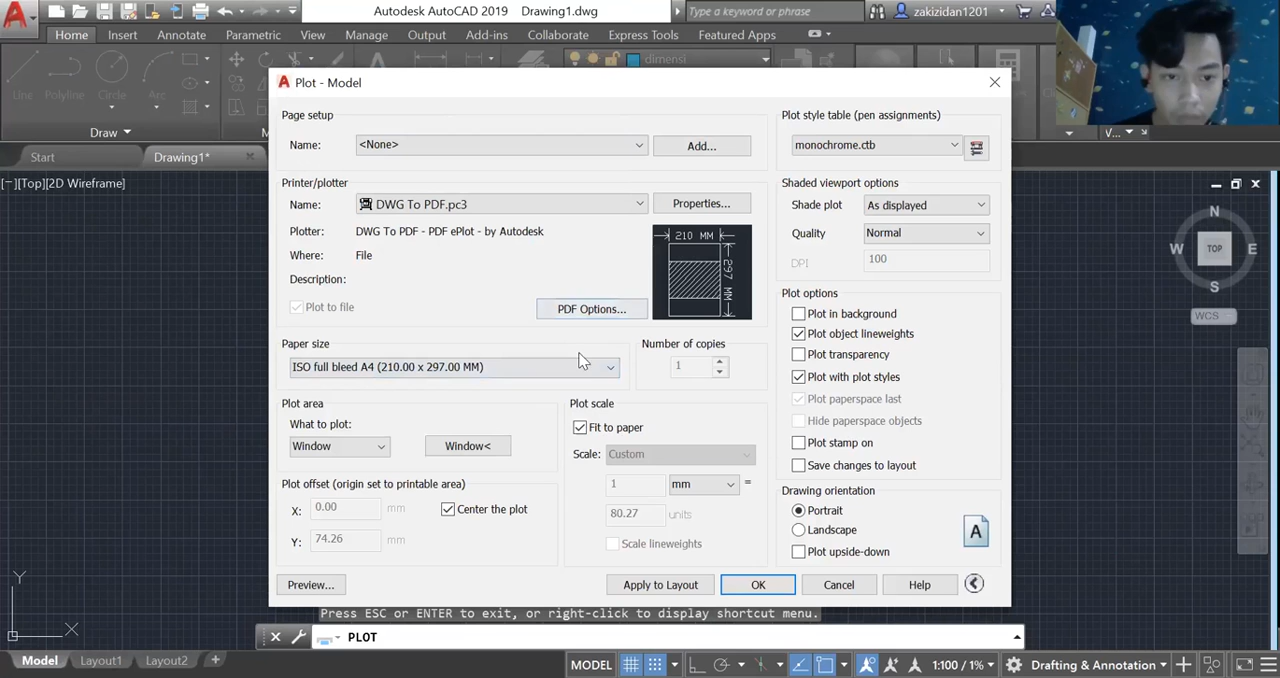 Autodesk AutoCAD 2019 Drawing1.dwg
Type a keyword or phrase
zakizidan1201
Home Insert Annotate Parametric View Manage Output Add-ins Collaborate Express Tools Featured Apps
dimensi
Line Polyline Circle Arc
Draw
V...
Start Drawing1*
[−][Top][2D Wireframe]
Plot - Model
Page setup
Name: <None> Add...
Printer/plotter
Name: DWG To PDF.pc3 Properties...
Plotter: DWG To PDF - PDF ePlot - by Autodesk
Where: File
Description:
Plot to file PDF Options...
210 MM
297 MM
Paper size
ISO full bleed A4 (210.00 x 297.00 MM)
Number of copies
1
Plot area
What to plot:
Window Window<
Plot offset (origin set to printable area)
X: 0.00 mm Center the plot
Y: 74.26 mm
Plot scale
Fit to paper
Scale: Custom
1 mm =
80.27 units
Scale lineweights
Plot style table (pen assignments)
monochrome.ctb
Shaded viewport options
Shade plot As displayed
Quality Normal
DPI 100
Plot options
Plot in background
Plot object lineweights
Plot transparency
Plot with plot styles
Plot paperspace last
Hide paperspace objects
Plot stamp on
Save changes to layout
Drawing orientation
Portrait
Landscape
Plot upside-down
A
Preview... Apply to Layout OK Cancel Help
N
W TOP E
S
WCS
Y
X
Press ESC or ENTER to exit, or right-click to display shortcut menu.
PLOT
Model Layout1 Layout2 +
MODEL 1:100 / 1% Drafting & Annotation